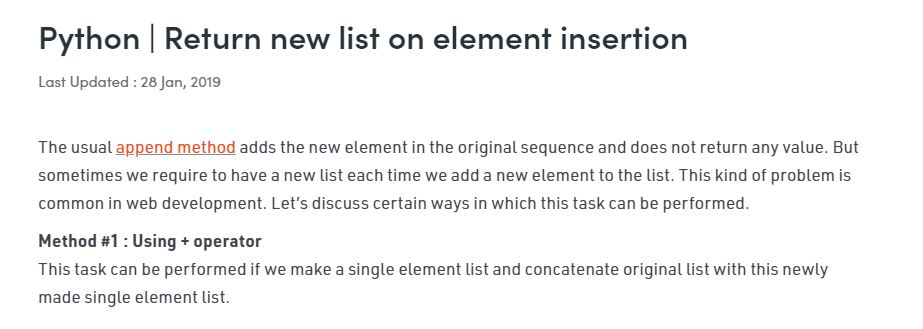 Python | Return new list on element insertion
Last Updated : 28 Jan, 2019
The usual append method adds the new element in the original sequence and does not return any value. But
sometimes we require to have a new list each time we add a new element to the list. This kind of problem is
common in web development. Let’s discuss certain ways in which this task can be performed.
Method #1 : Using + operator
This task can be performed if we make a single element list and concatenate original list with this newly
made single element list.